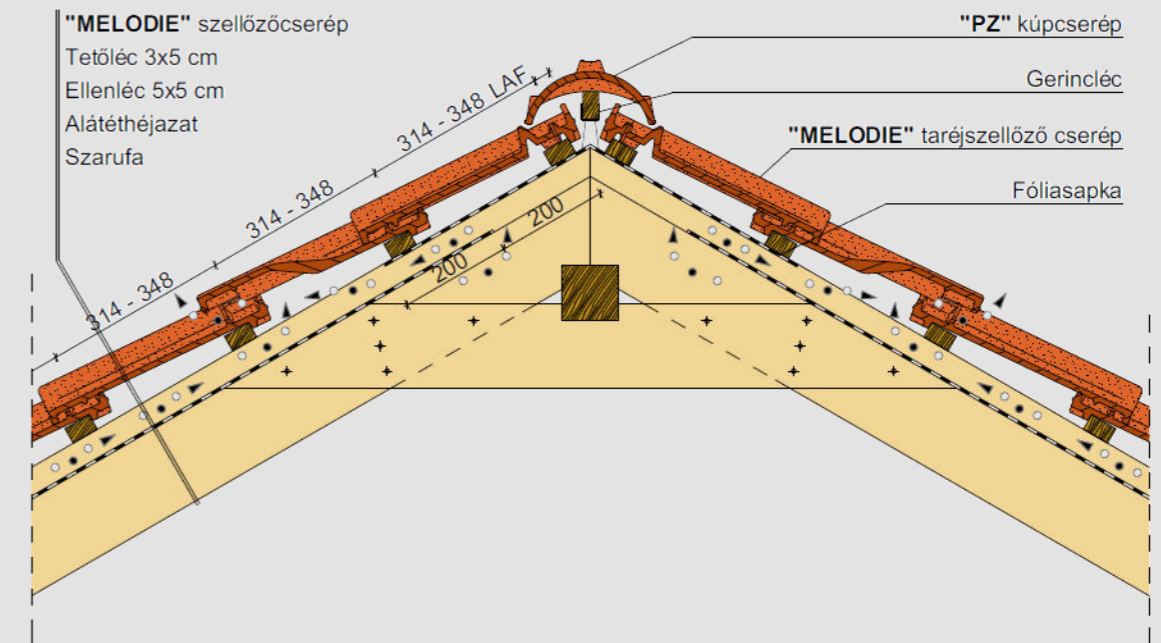 "MELODIE" szellőzőcserép
Tetőléc 3x5 cm
Ellenléc 5x5 cm
Alátéthéjazat
Szarufa
"PZ" kúpcserép
Gerincléc
"MELODIE" taréjszellőző cserép
Fóliasapka
314 - 348 LAF
314 - 348
314 - 348
200
200